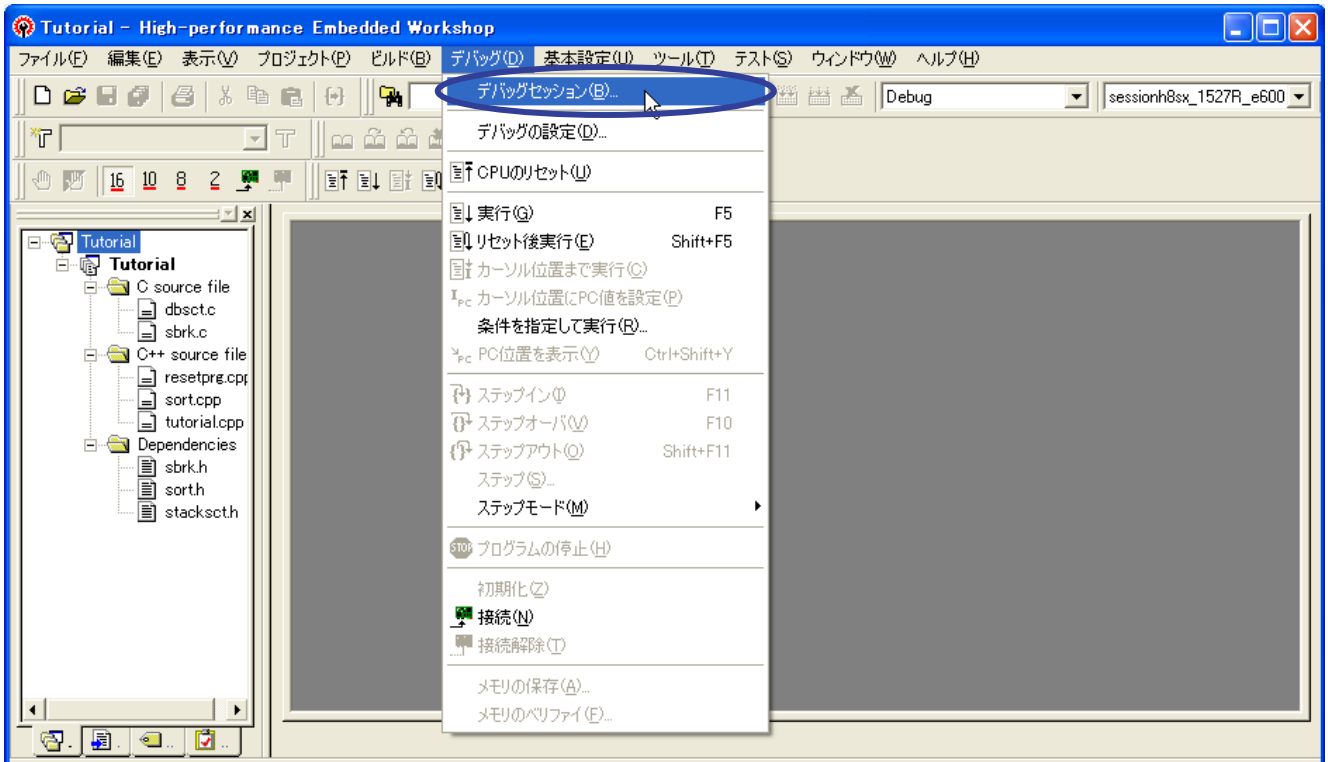 Tutorial - High-performance Embedded Workshop
ファイル(F) 編集(E) 表示(V) プロジェクト(P) ビルド(B) デバッグ(D) 基本設定(U) ツール(T) テスト(S) ウィンドウ(W) ヘルプ(H)
Debug sessionh8sx_1527R_e600
16 10 8 2
デバッグセッション(B)...
デバッグの設定(D)...
CPUのリセット(U)
実行(G) F5
リセット後実行(E) Shift+F5
カーソル位置まで実行(C)
カーソル位置にPC値を設定(P)
条件を指定して実行(R)...
PC位置を表示(Y) Ctrl+Shift+Y
ステップイン(I) F11
ステップオーバ(V) F10
ステップアウト(O) Shift+F11
ステップ(S)...
ステップモード(M)
STOP プログラムの停止(H)
初期化(Z)
接続(N)
接続解除(T)
メモリの保存(A)...
メモリのベリファイ(F)...
Tutorial
Tutorial
C source file
dbsct.c
sbrk.c
C++ source file
resetprg.cpp
sort.cpp
tutorial.cpp
Dependencies
sbrk.h
sort.h
stacksct.h